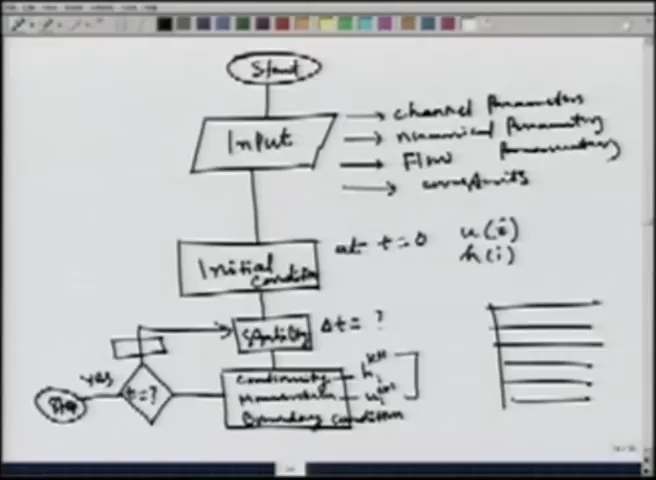 Start
Input
channel Parameters
numerical Parameters
Flow Parameters
constraints
Initial condition
at t=0
u(i)
h(i)
Stability
Δt = ?
Continuity
Momentum
Boundary condition
t=?
yes
Stop